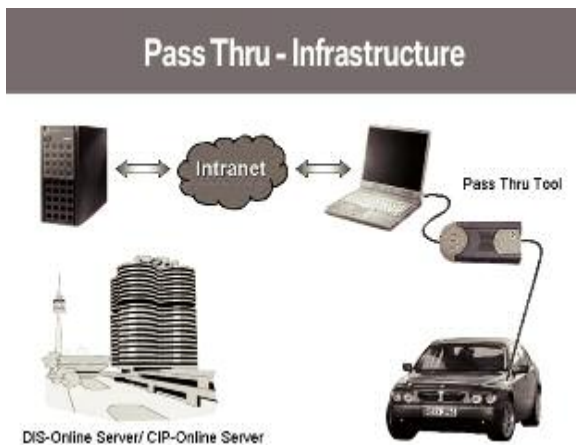 Pass Thru - Infrastructure
Intranet
Pass Thru Tool
DIS-Online Server/ CIP-Online Server